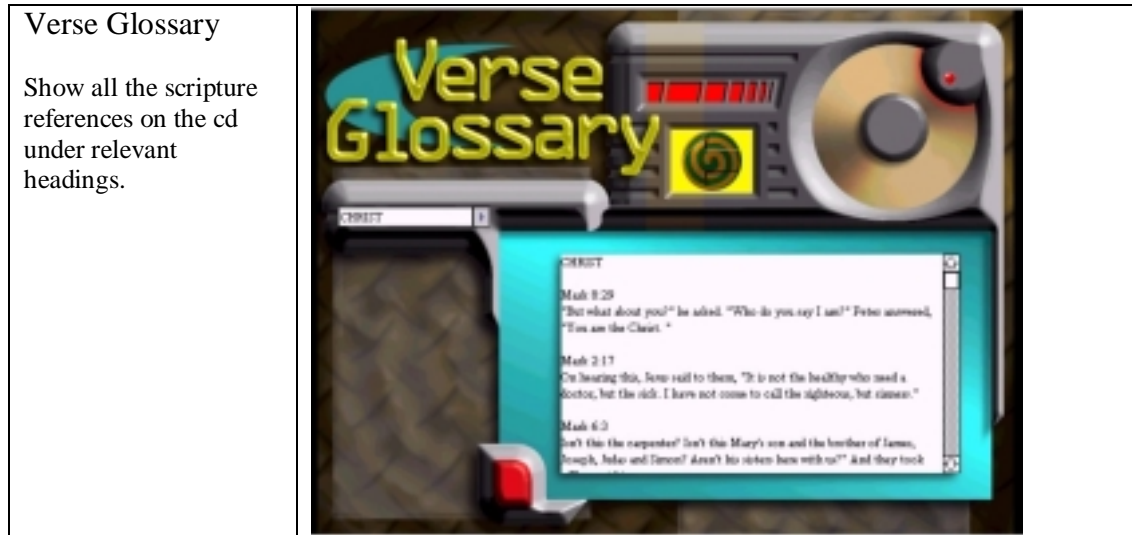 Verse Glossary
Show all the scripture
references on the cd
under relevant
headings.
Verse
Glossary
CHRIST
CHRIST
Mark 8:29
"But what about you?" he asked. "Who do you say I am?" Peter answered,
"You are the Christ. "
Mark 2:17
On hearing this, Jesus said to them, "It is not the healthy who need a
doctor, but the sick. I have not come to call the righteous, but sinners."
Mark 6:3
Isn't this the carpenter? Isn't this Mary's son and the brother of James,
Joseph, Judas and Simon? Aren't his sisters here with us?" And they took